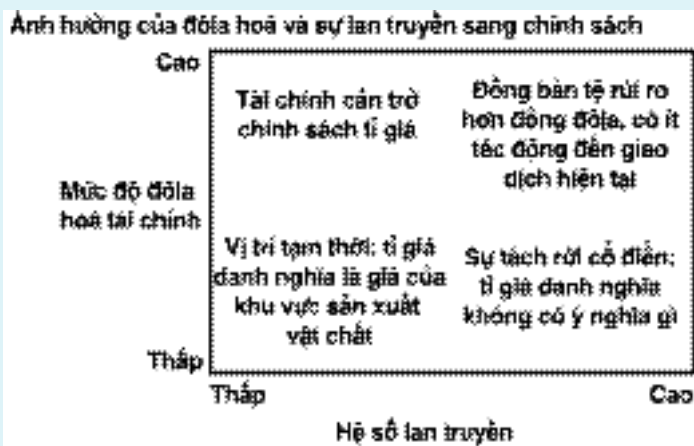 Ảnh hưởng của đôla hoá và sự lan truyền sang chính sách
Cao
Tài chính cản trở
chính sách tỉ giá
Đồng bản tệ rủi ro
hơn đồng đôla, có ít
tác động đến giao
dịch hiện tại
Mức độ đôla
hoá tài chính
Vị trí tạm thời: tỉ giá
danh nghĩa là giá của
khu vực sản xuất
vật chất
Sự tách rời cổ điển:
tỉ giá danh nghĩa
không có ý nghĩa gì
Thấp
Thấp
Cao
Hệ số lan truyền